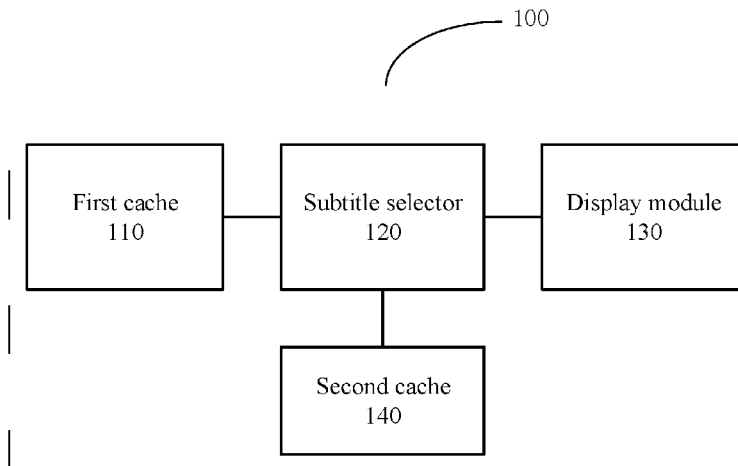 100
First cache
110
Subtitle selector
120
Display module
130
Second cache
140